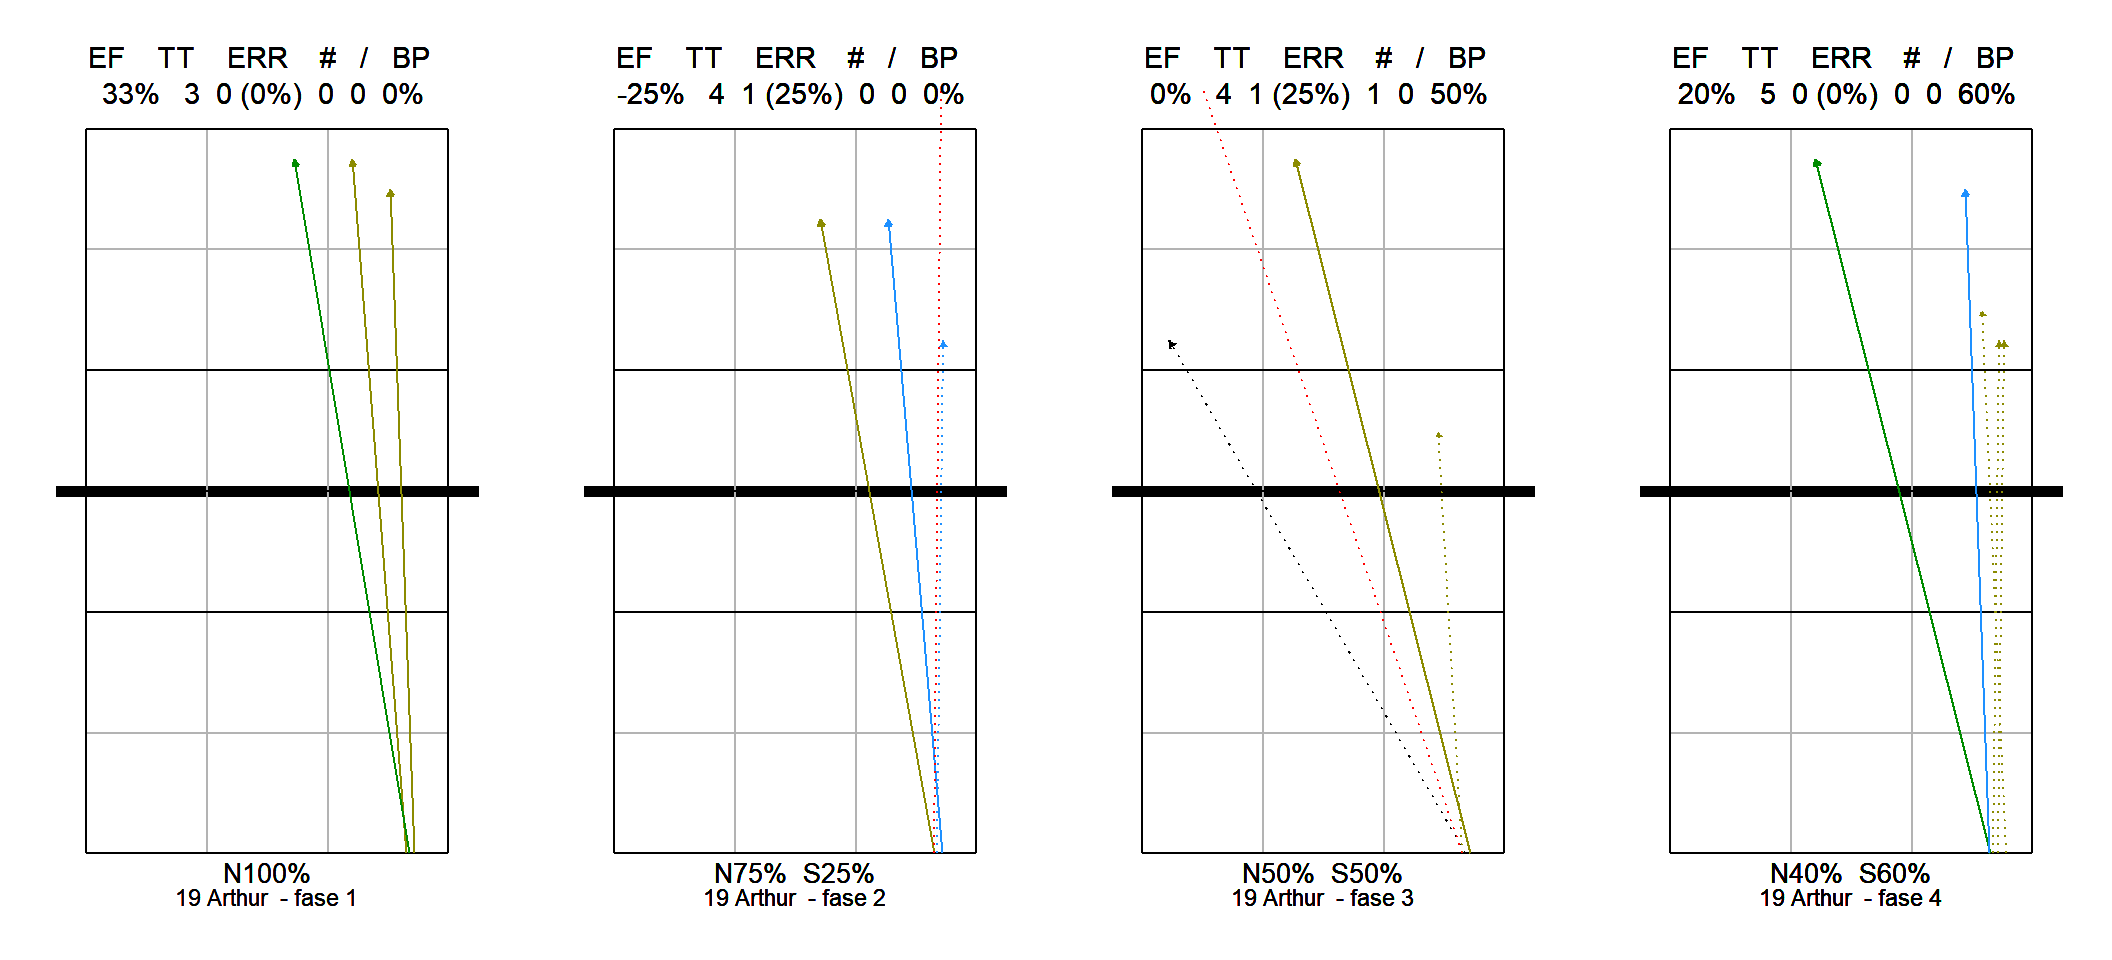 EF TT ERR # / BP
33% 3 0 (0%) 0 0 0%
N100%
19 Arthur - fase 1
EF TT ERR # / BP
-25% 4 1 (25%) 0 0 0%
N75% S25%
19 Arthur - fase 2
EF TT ERR # / BP
0% 4 1 (25%) 1 0 50%
N50% S50%
19 Arthur - fase 3
EF TT ERR # / BP
20% 5 0 (0%) 0 0 60%
N40% S60%
19 Arthur - fase 4